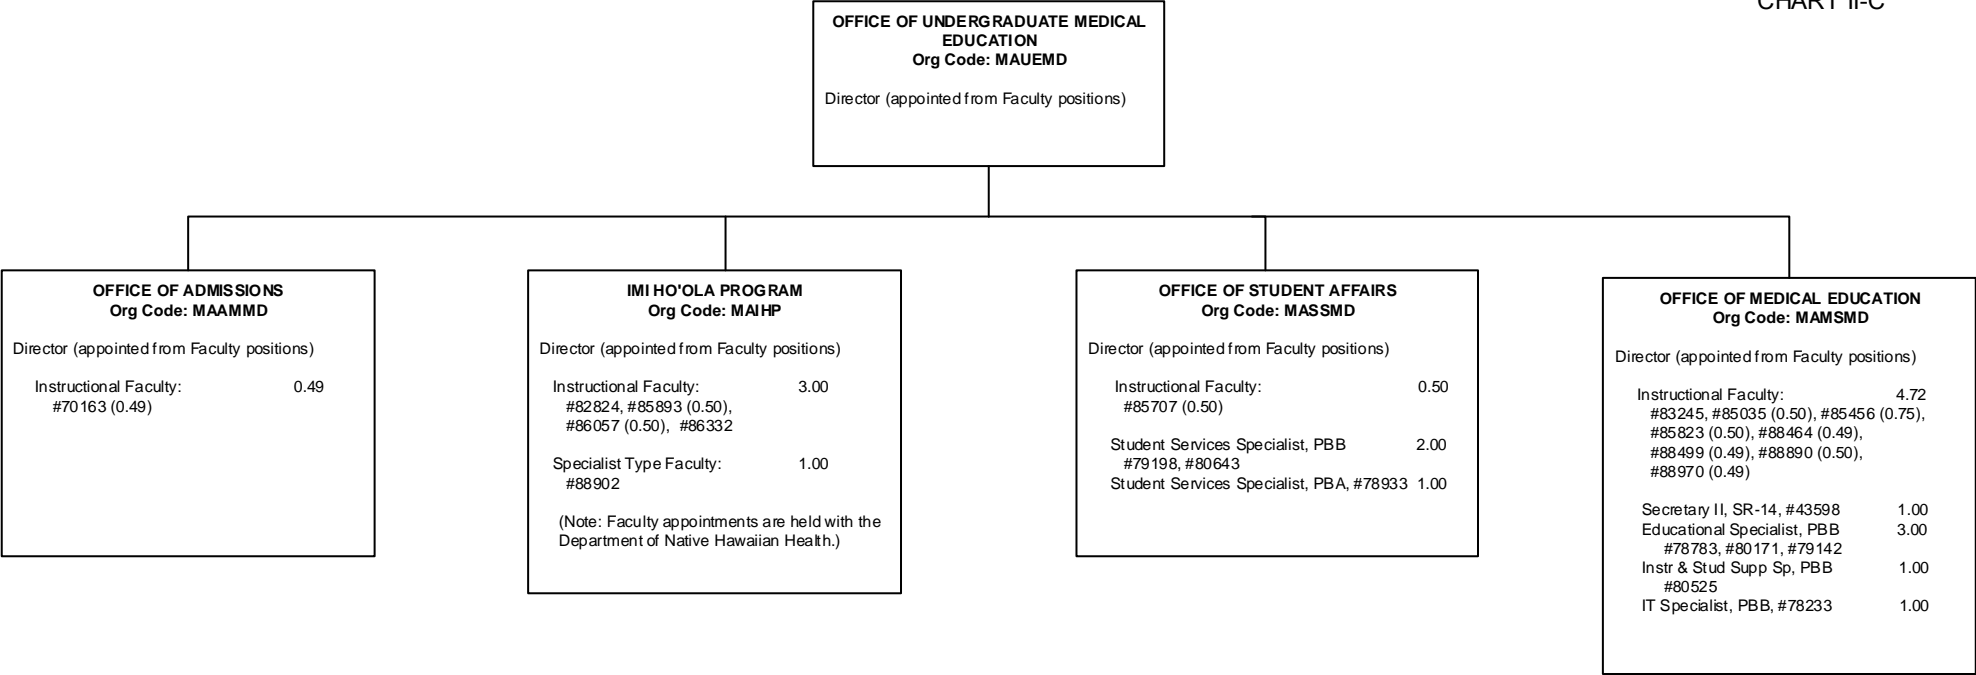 CHART II-C
OFFICE OF UNDERGRADUATE MEDICAL
EDUCATION
Org Code: MAUEMD
Director (appointed from Faculty positions)
OFFICE OF ADMISSIONS
Org Code: MAAMMD
Director (appointed from Faculty positions)
Instructional Faculty: 0.49
#70163 (0.49)
IMI HO'OLA PROGRAM
Org Code: MAIHP
Director (appointed from Faculty positions)
Instructional Faculty: 3.00
#82824, #85893 (0.50),
#86057 (0.50), #86332
Specialist Type Faculty: 1.00
#88902
(Note: Faculty appointments are held with the
Department of Native Hawaiian Health.)
OFFICE OF STUDENT AFFAIRS
Org Code: MASSMD
Director (appointed from Faculty positions)
Instructional Faculty: 0.50
#85707 (0.50)
Student Services Specialist, PBB 2.00
#79198, #80643
Student Services Specialist, PBA, #78933 1.00
OFFICE OF MEDICAL EDUCATION
Org Code: MAMSMD
Director (appointed from Faculty positions)
Instructional Faculty: 4.72
#83245, #85035 (0.50), #85456 (0.75),
#85823 (0.50), #88464 (0.49),
#88499 (0.49), #88890 (0.50),
#88970 (0.49)
Secretary II, SR-14, #43598 1.00
Educational Specialist, PBB 3.00
#78783, #80171, #79142
Instr & Stud Supp Sp, PBB 1.00
#80525
IT Specialist, PBB, #78233 1.00